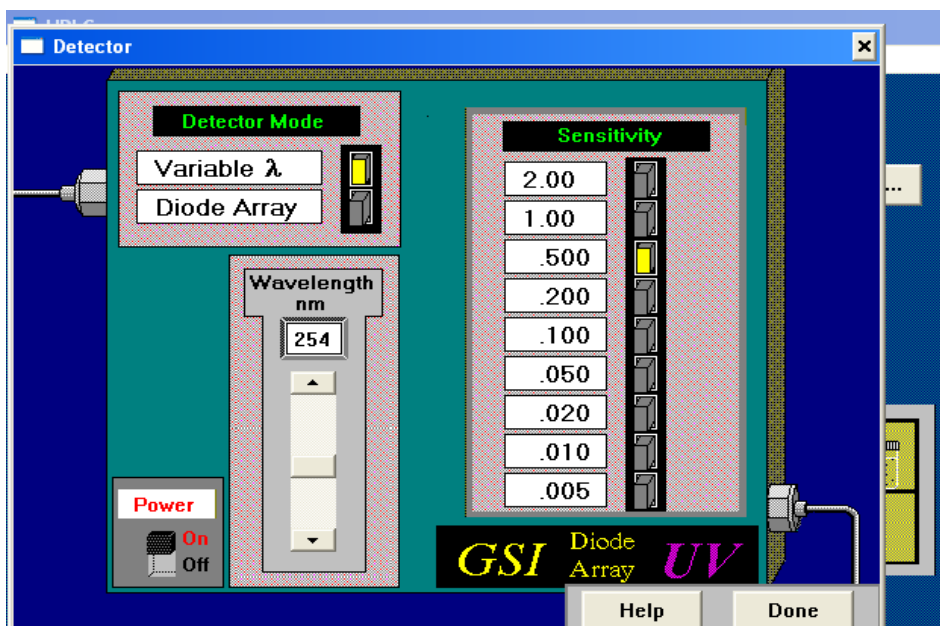 Detector
Detector Mode
Variable λ
Diode Array
Wavelength
nm
254
Power
On
Off
Sensitivity
2.00
1.00
.500
.200
.100
.050
.020
.010
.005
GSI Diode Array UV
...
Help
Done